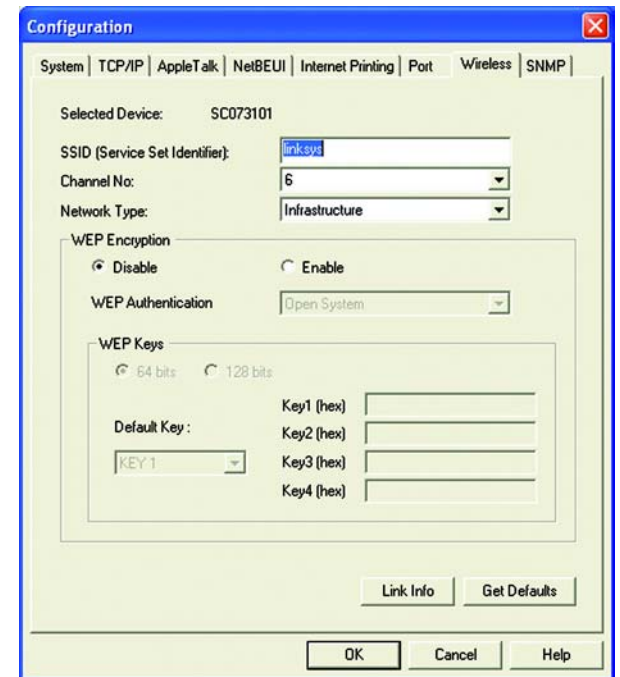 Configuration
System TCP/IP AppleTalk NetBEUI Internet Printing Port Wireless SNMP
Selected Device: SC073101
SSID (Service Set Identifier): linksys
Channel No: 6
Network Type: Infrastructure
WEP Encryption
Disable Enable
WEP Authentication Open System
WEP Keys
64 bits 128 bits
Key1 (hex)
Default Key : Key2 (hex)
KEY 1 Key3 (hex)
Key4 (hex)
Link Info Get Defaults
OK Cancel Help